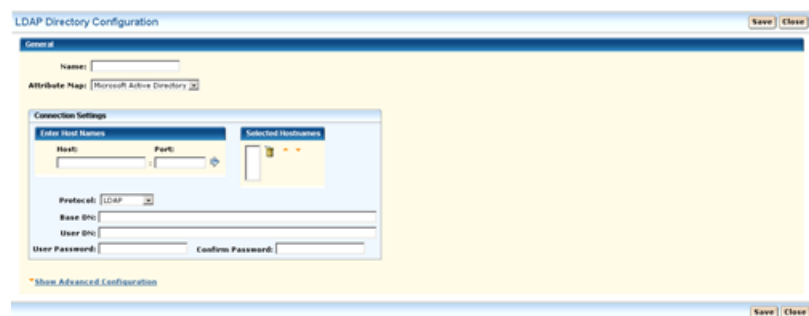 LDAP Directory Configuration
Save Close
General
Name:
Attribute Map: Microsoft Active Directory
Connection Settings
Enter Host Names
Selected Hostnames
Host: Port:
:
Protocol: LDAP
Base DN:
User DN:
User Password: Confirm Password:
Show Advanced Configuration
Save Close